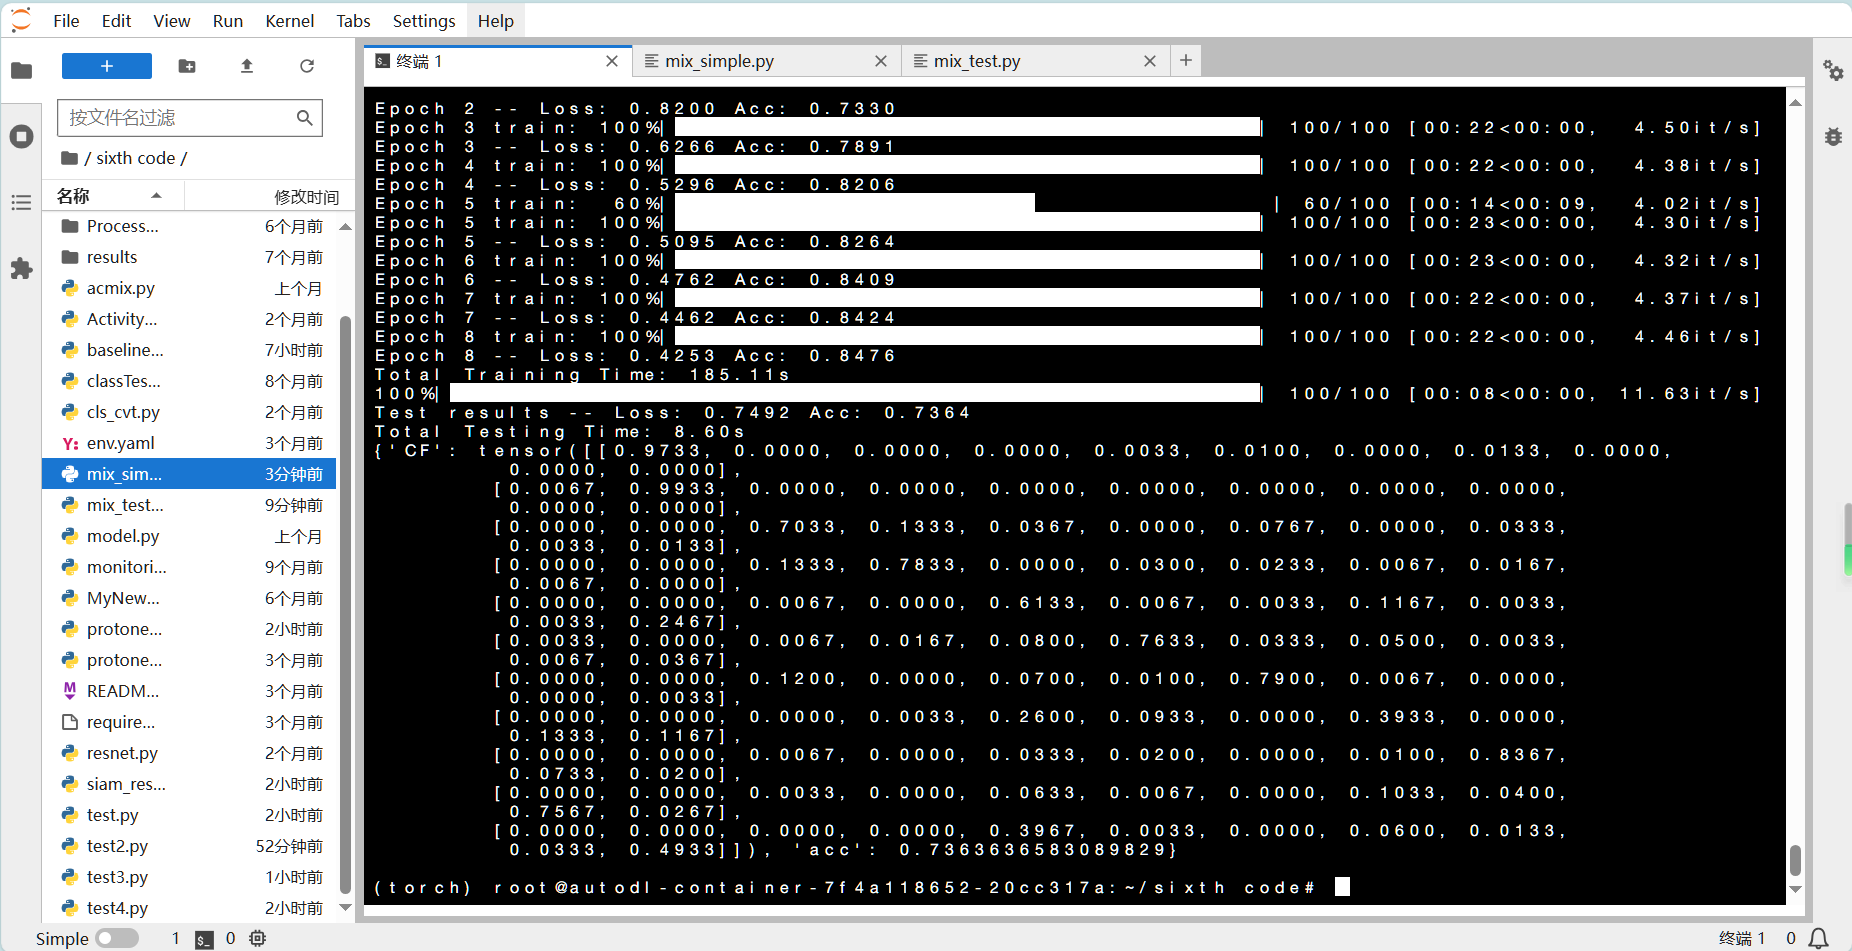 File Edit View Run Kernel Tabs Settings Help
终端 1
mix_simple.py
mix_test.py
按文件名过滤
/ sixth code /
名称 修改时间
Process... 6个月前
results 7个月前
acmix.py 上个月
Activity... 2个月前
baseline... 7小时前
classTes... 8个月前
cls_cvt.py 2个月前
env.yaml 3个月前
mix_sim... 3分钟前
mix_test... 9分钟前
model.py 上个月
monitori... 9个月前
MyNew... 6个月前
protone... 2小时前
protone... 3个月前
READM... 3个月前
require... 3个月前
resnet.py 2个月前
siam_res... 2小时前
test.py 2小时前
test2.py 52分钟前
test3.py 1小时前
test4.py 2小时前
Epoch 2 -- Loss: 0.8200 Acc: 0.7330
Epoch 3 train: 100%| | 100/100 [00:22<00:00, 4.50it/s]
Epoch 3 -- Loss: 0.6266 Acc: 0.7891
Epoch 4 train: 100%| | 100/100 [00:22<00:00, 4.38it/s]
Epoch 4 -- Loss: 0.5296 Acc: 0.8206
Epoch 5 train: 60%| | 60/100 [00:14<00:09, 4.02it/s]
Epoch 5 train: 100%| | 100/100 [00:23<00:00, 4.30it/s]
Epoch 5 -- Loss: 0.5095 Acc: 0.8264
Epoch 6 train: 100%| | 100/100 [00:23<00:00, 4.32it/s]
Epoch 6 -- Loss: 0.4762 Acc: 0.8409
Epoch 7 train: 100%| | 100/100 [00:22<00:00, 4.37it/s]
Epoch 7 -- Loss: 0.4462 Acc: 0.8424
Epoch 8 train: 100%| | 100/100 [00:22<00:00, 4.46it/s]
Epoch 8 -- Loss: 0.4253 Acc: 0.8476
Total Training Time: 185.11s
100%| | 100/100 [00:08<00:00, 11.63it/s]
Test results -- Loss: 0.7492 Acc: 0.7364
Total Testing Time: 8.60s
{'CF': tensor([[0.9733, 0.0000, 0.0000, 0.0000, 0.0033, 0.0100, 0.0000, 0.0133, 0.0000,
0.0000, 0.0000],
[0.0067, 0.9933, 0.0000, 0.0000, 0.0000, 0.0000, 0.0000, 0.0000, 0.0000,
0.0000, 0.0000],
[0.0000, 0.0000, 0.7033, 0.1333, 0.0367, 0.0000, 0.0767, 0.0000, 0.0333,
0.0033, 0.0133],
[0.0000, 0.0000, 0.1333, 0.7833, 0.0000, 0.0300, 0.0233, 0.0067, 0.0167,
0.0067, 0.0000],
[0.0000, 0.0000, 0.0067, 0.0000, 0.6133, 0.0067, 0.0033, 0.1167, 0.0033,
0.0033, 0.2467],
[0.0033, 0.0000, 0.0067, 0.0167, 0.0800, 0.7633, 0.0333, 0.0500, 0.0033,
0.0067, 0.0367],
[0.0000, 0.0000, 0.1200, 0.0000, 0.0700, 0.0100, 0.7900, 0.0067, 0.0000,
0.0000, 0.0033],
[0.0000, 0.0000, 0.0000, 0.0033, 0.2600, 0.0933, 0.0000, 0.3933, 0.0000,
0.1333, 0.1167],
[0.0000, 0.0000, 0.0067, 0.0000, 0.0333, 0.0200, 0.0000, 0.0100, 0.8367,
0.0733, 0.0200],
[0.0000, 0.0000, 0.0033, 0.0000, 0.0633, 0.0067, 0.0000, 0.1033, 0.0400,
0.7567, 0.0267],
[0.0000, 0.0000, 0.0000, 0.0000, 0.3967, 0.0033, 0.0000, 0.0600, 0.0133,
0.0333, 0.4933]]), 'acc': 0.7363636583089829}
(torch) root@autodl-container-7f4a118652-20cc317a:~/sixth code#
Simple 1 0
终端 1 0